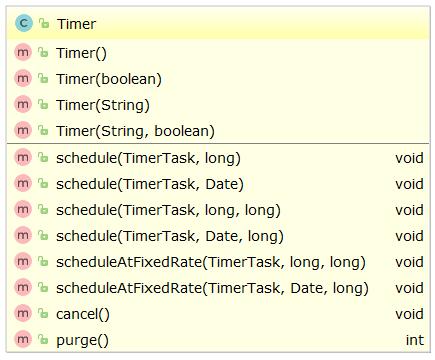 C Timer
m Timer()
m Timer(boolean)
m Timer(String)
m Timer(String, boolean)
m schedule(TimerTask, long) void
m schedule(TimerTask, Date) void
m schedule(TimerTask, long, long) void
m schedule(TimerTask, Date, long) void
m scheduleAtFixedRate(TimerTask, long, long) void
m scheduleAtFixedRate(TimerTask, Date, long) void
m cancel() void
m purge() int